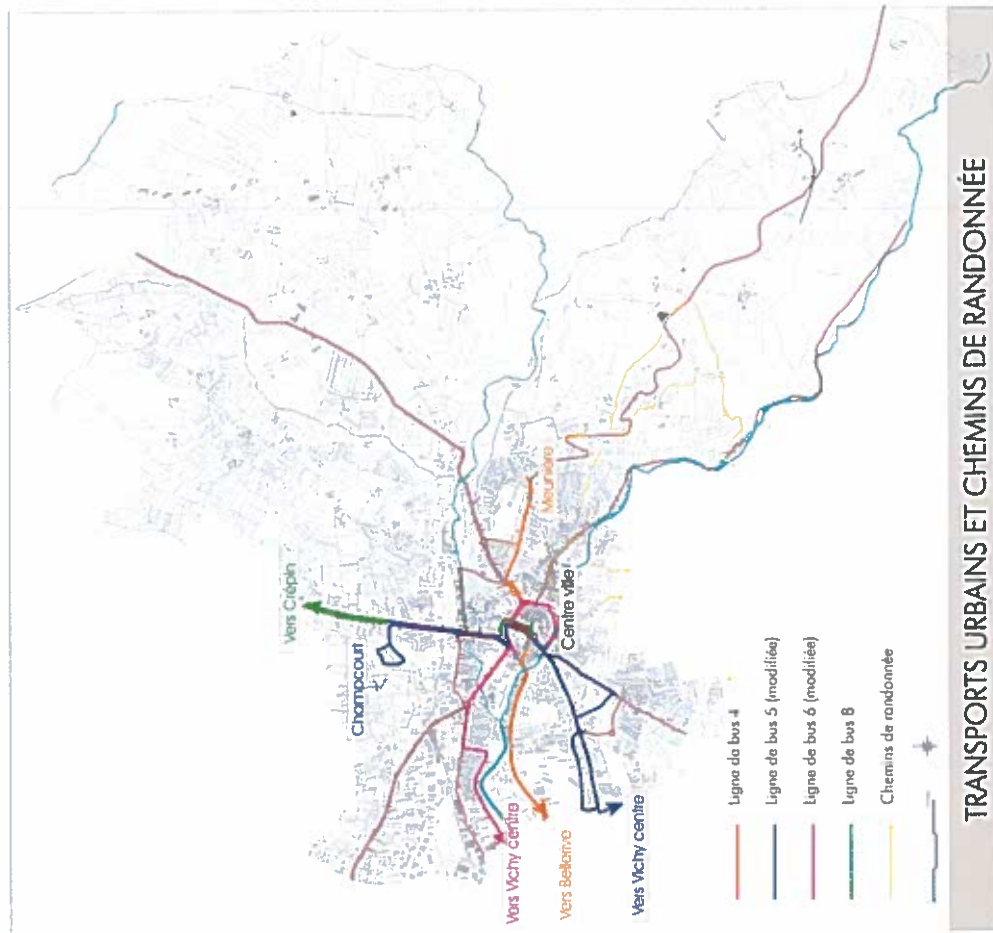 Vers Crépin
Champcourt
Meunière
Centre ville
Vers Vichy centre
Vers Bellerive
Vers Vichy centre
Ligne de bus 4
Ligne de bus 5 (modifiée)
Ligne de bus 6 (modifiée)
Ligne de bus 8
Chemins de randonnée
TRANSPORTS URBAINS ET CHEMINS DE RANDONNÉE